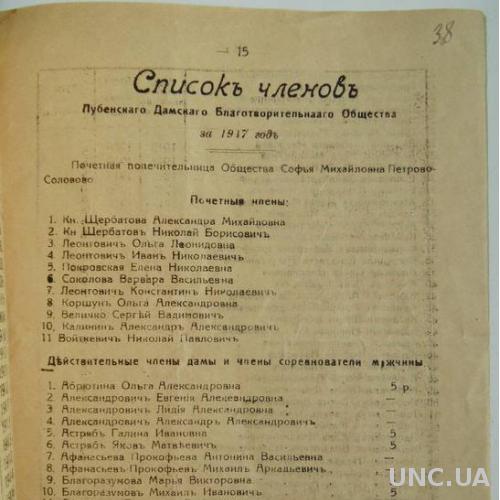 — 15
38
Списокъ членовъ
Лубенскаго Дамскаго Благотворительнааго Общества
за 1917 годъ
Почетная попечительница Общества Софья Михайловна Петрово-
Соловово
Почетные члены:
1. Кн. Щербатова Александра Михайловна
2. Кн Щербатовъ Николай Борисовичъ
3. Леонтовичъ Ольга Леонидовна
4. Леонтовичъ Иванъ Николаевичъ
5. Покровская Елена Николаевна
6. Соколова Варвара Васильевна
7. Леонтовичъ Константинъ Николаевичъ
8 Коршунъ Ольга Александровна
9. Величко Сергѣй Вадимовичъ
10. Калининъ Александръ Александровичъ
11 Войткевичъ Николай Павловичъ
Дѣйствительные члены дамы и члены соревнователи мужчины
1. Абрютина Ольга Александровна 5 р.
2. Александровичъ Евгенія Александровна —
3. Александровичъ Лидія Александровна —
4. Александровичъ Александръ Александровичъ —
5. Астрябъ Галина Ивановна 5
6. Астрябъ Яковъ Матвѣевичъ 5
7. Афанасьева Прокофьева Антонина Васильевна —
8. Афанасьевъ Прокофьевъ Михаилъ Аркадьевичъ —
9. Благоразумова Марья Викторовна 5
10. Благоразумовъ Михаилъ Ивановичъ 5
UNC.UA